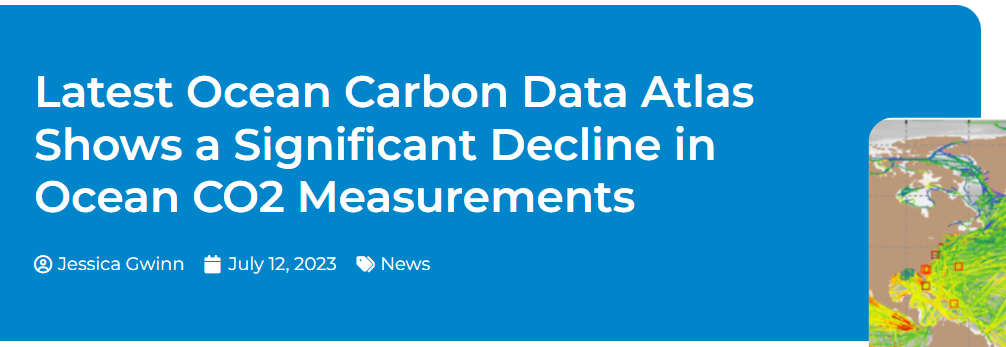 Latest Ocean Carbon Data Atlas
Shows a Significant Decline in
Ocean CO2 Measurements
Jessica Gwinn July 12, 2023 News